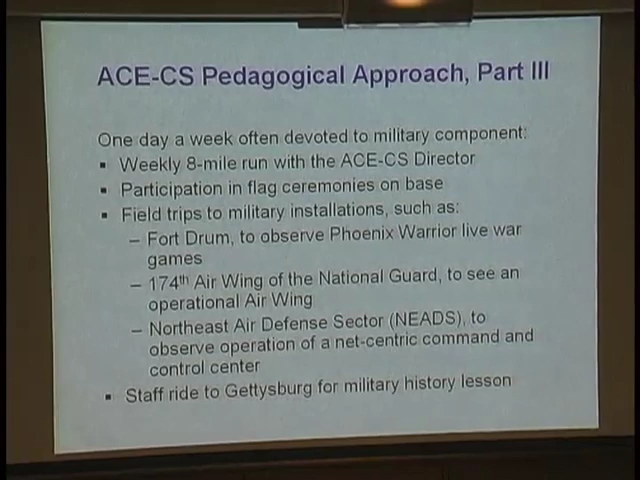 ACE-CS Pedagogical Approach, Part III
One day a week often devoted to military component:
▪ Weekly 8-mile run with the ACE-CS Director
▪ Participation in flag ceremonies on base
▪ Field trips to military installations, such as:
– Fort Drum, to observe Phoenix Warrior live war
games
– 174th Air Wing of the National Guard, to see an
operational Air Wing
– Northeast Air Defense Sector (NEADS), to
observe operation of a net-centric command and
control center
▪ Staff ride to Gettysburg for military history lesson